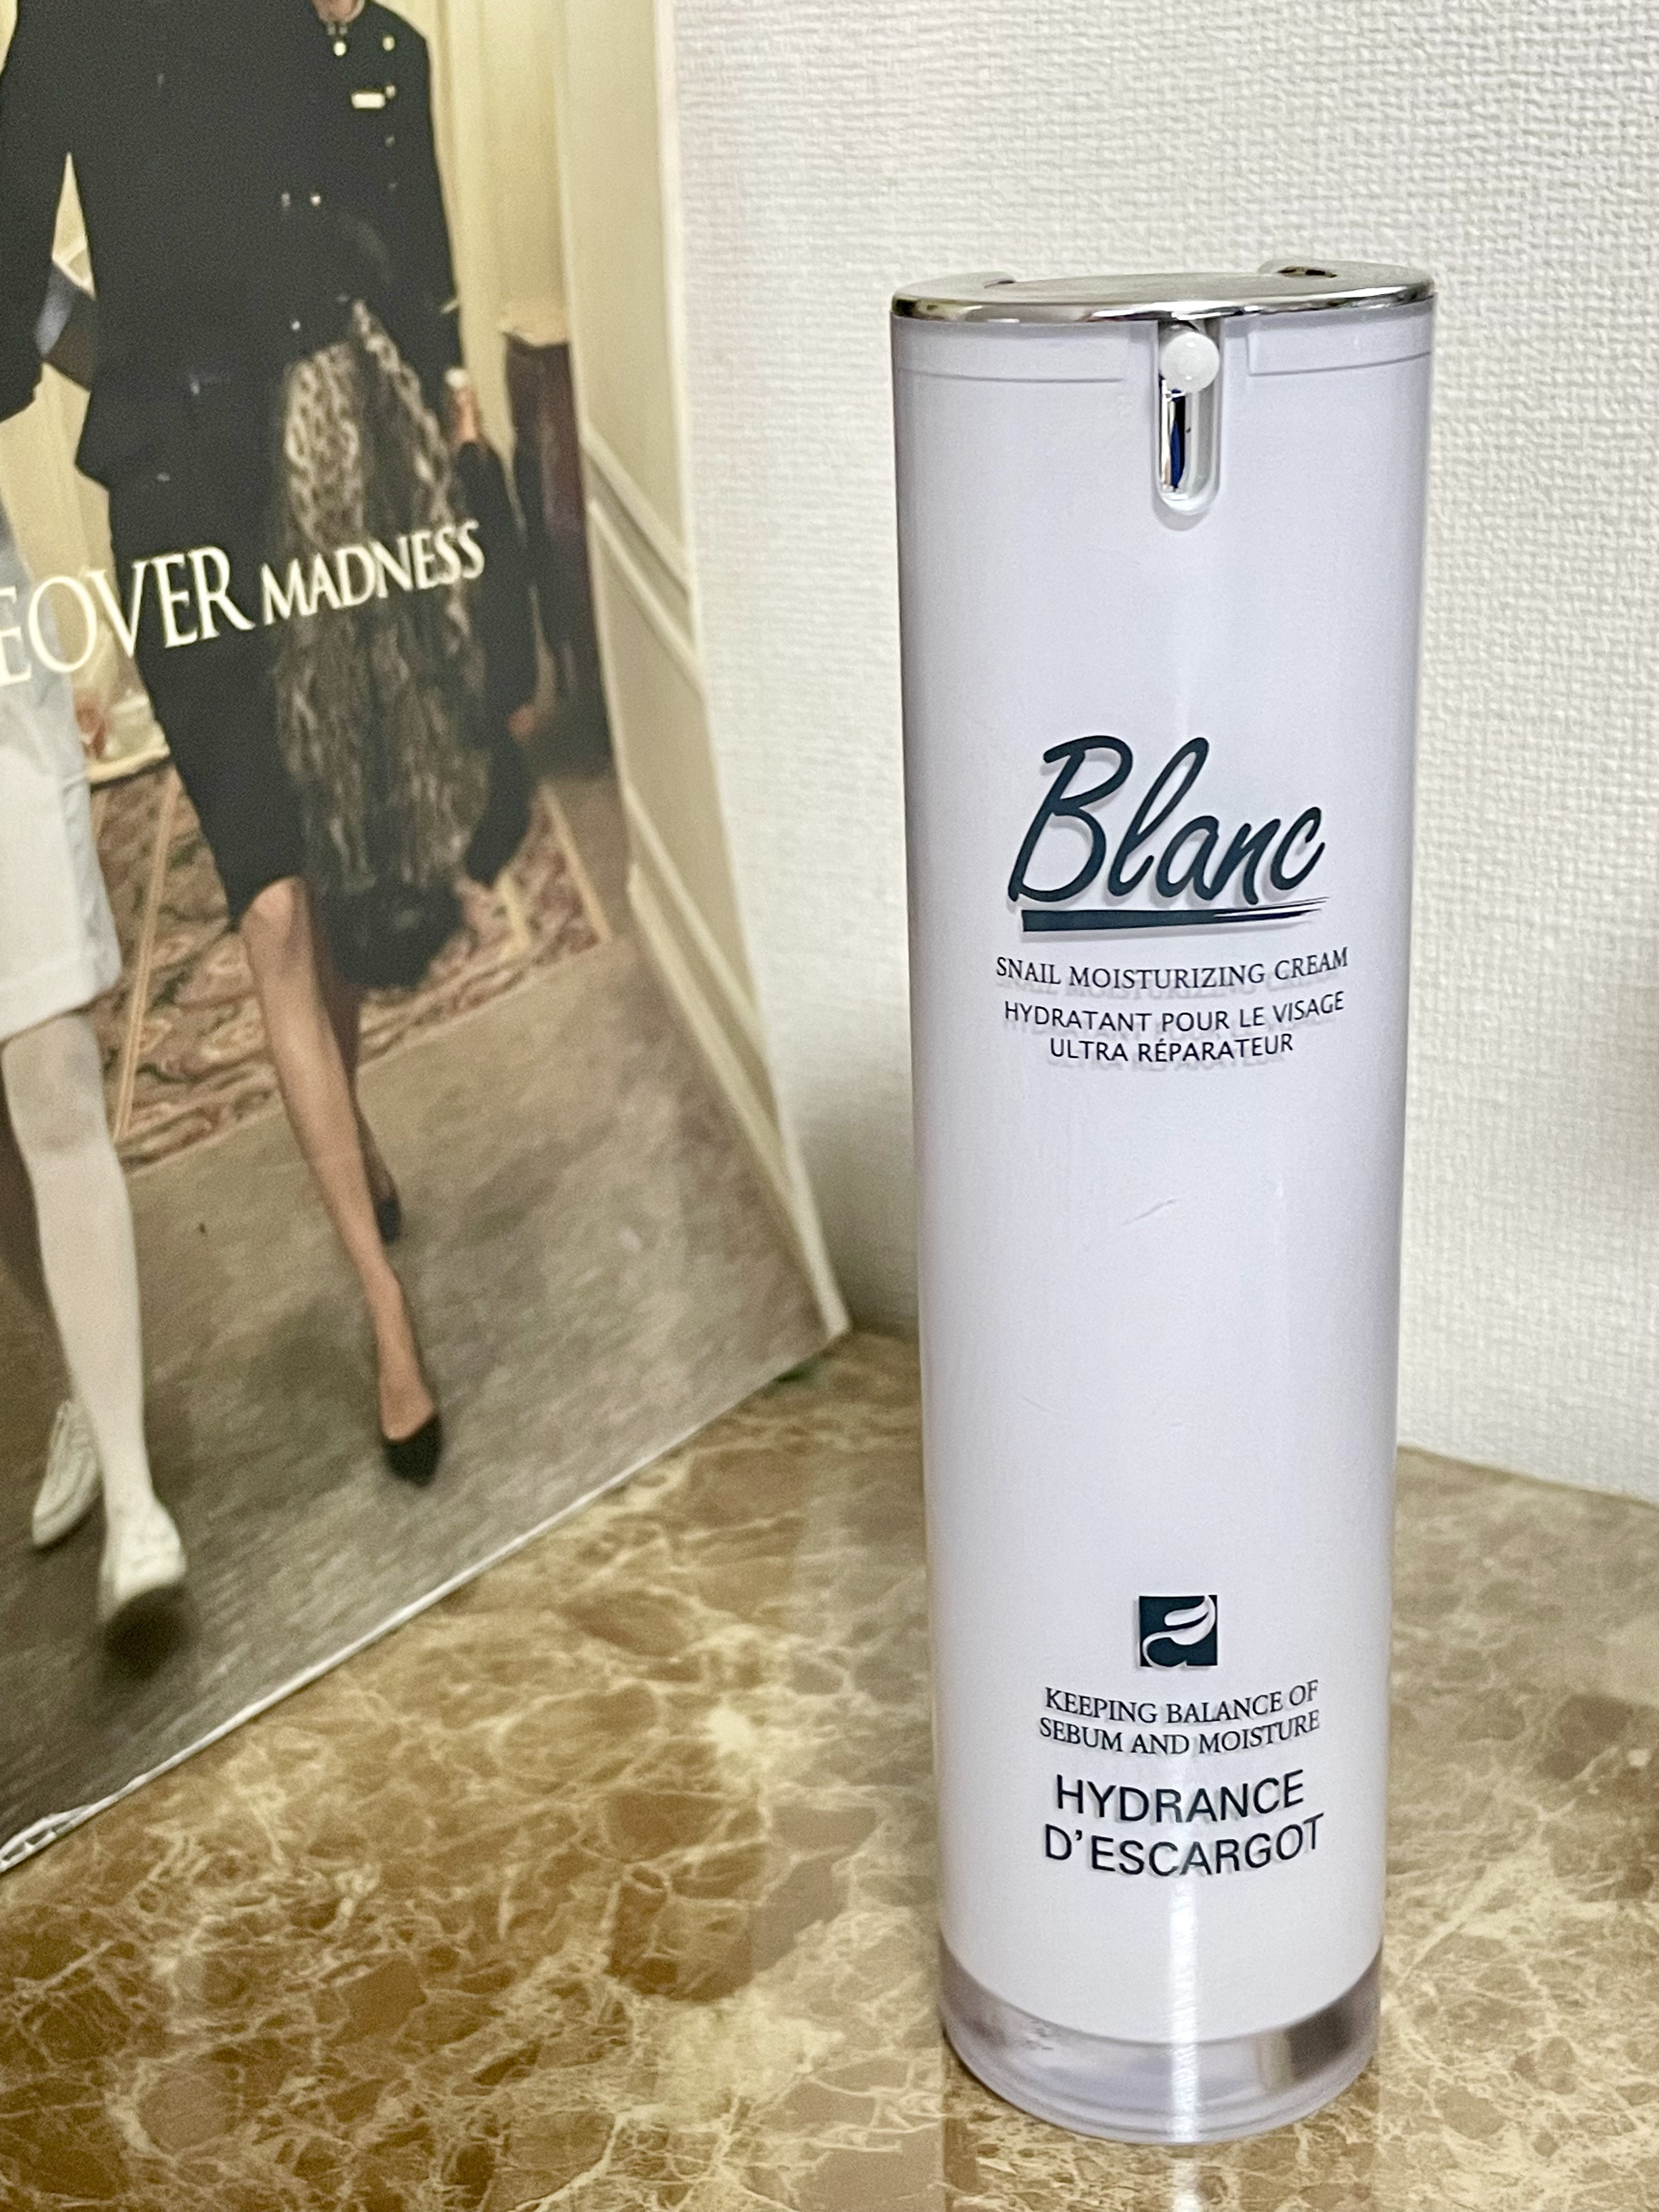 EOVER MADNESS
Blanc
SNAIL MOISTURIZING CREAM
HYDRATANT POUR LE VISAGE
ULTRA RÉPARATEUR
a
KEEPING BALANCE OF
SEBUM AND MOISTURE
HYDRANCE
D'ESCARGOT